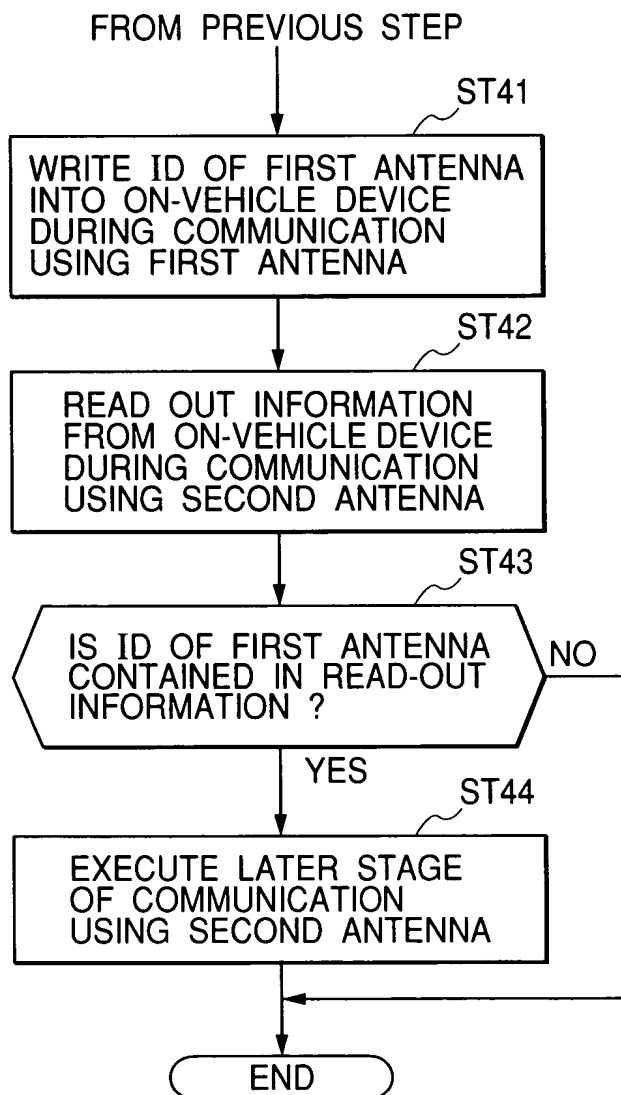 FROM PREVIOUS STEP
ST41
WRITE ID OF FIRST ANTENNA
INTO ON-VEHICLE DEVICE
DURING COMMUNICATION
USING FIRST ANTENNA
ST42
READ OUT INFORMATION
FROM ON-VEHICLE DEVICE
DURING COMMUNICATION
USING SECOND ANTENNA
ST43
IS ID OF FIRST ANTENNA
CONTAINED IN READ-OUT
INFORMATION ?
NO
YES
ST44
EXECUTE LATER STAGE
OF COMMUNICATION
USING SECOND ANTENNA
END